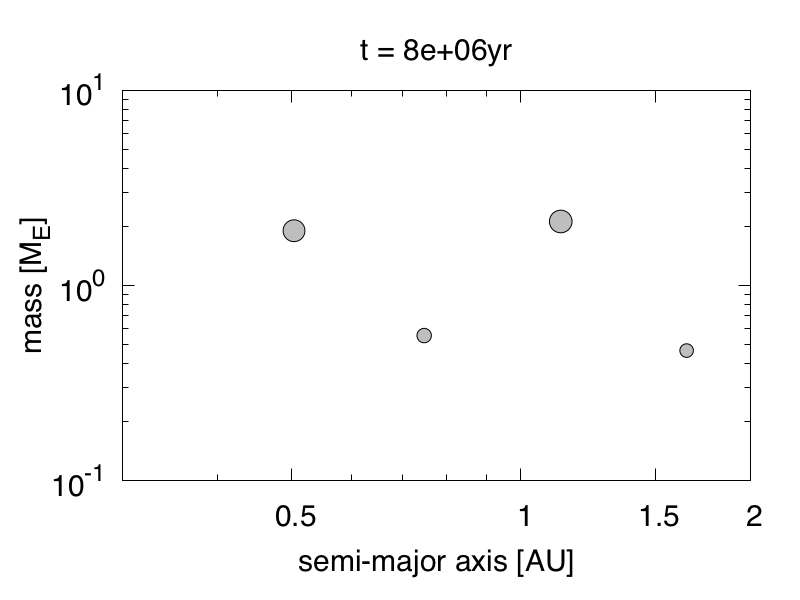 t = 8e+06yr
10^1
10^0
10^-1
mass [M_E]
0.5 1 1.5 2
semi-major axis [AU]